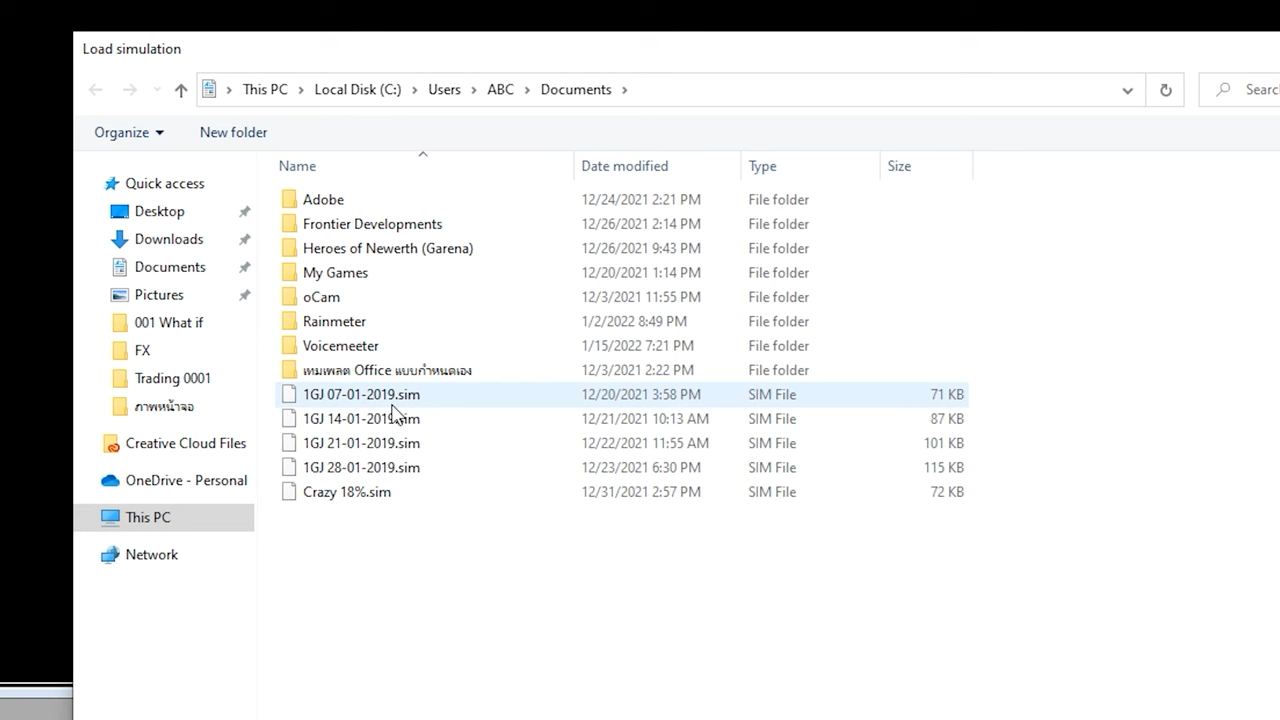 Load simulation
This PC > Local Disk (C:) > Users > ABC > Documents >
Searc
Organize
New folder
Name Date modified Type Size
Quick access
Desktop
Downloads
Documents
Pictures
001 What if
FX
Trading 0001
ภาพหน้าจอ
Creative Cloud Files
OneDrive - Personal
This PC
Network
Adobe 12/24/2021 2:21 PM File folder
Frontier Developments 12/26/2021 2:14 PM File folder
Heroes of Newerth (Garena) 12/26/2021 9:43 PM File folder
My Games 12/20/2021 1:14 PM File folder
oCam 12/3/2021 11:55 PM File folder
Rainmeter 1/2/2022 8:49 PM File folder
Voicemeeter 1/15/2022 7:21 PM File folder
เทมเพลต Office แบบกำหนดเอง 12/3/2021 2:22 PM File folder
1GJ 07-01-2019.sim 12/20/2021 3:58 PM SIM File 71 KB
1GJ 14-01-2019.sim 12/21/2021 10:13 AM SIM File 87 KB
1GJ 21-01-2019.sim 12/22/2021 11:55 AM SIM File 101 KB
1GJ 28-01-2019.sim 12/23/2021 6:30 PM SIM File 115 KB
Crazy 18%.sim 12/31/2021 2:57 PM SIM File 72 KB